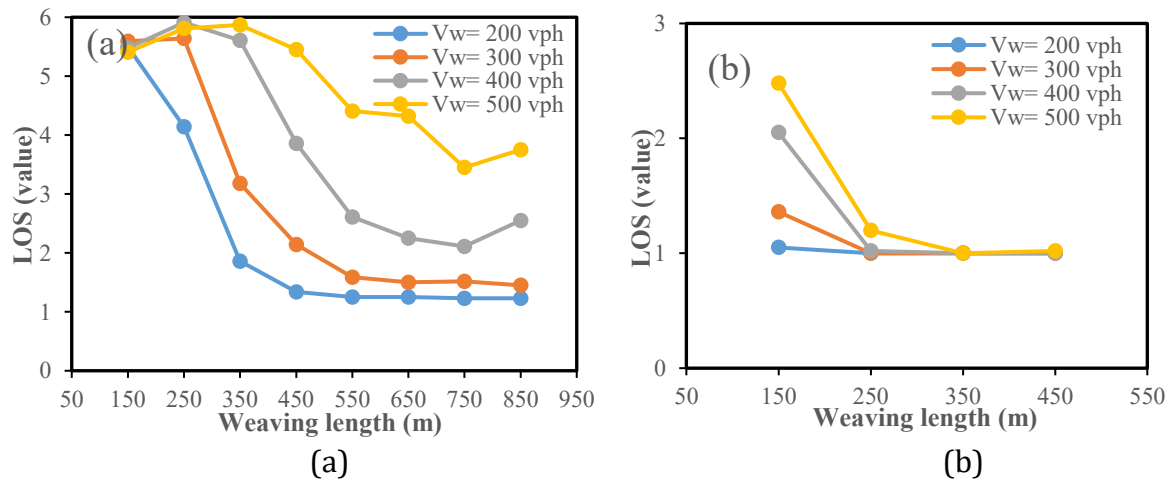 (a)
Vw= 200 vph
Vw= 300 vph
Vw= 400 vph
Vw= 500 vph
LOS (value)
6
5
4
3
2
1
0
50 150 250 350 450 550 650 750 850 950
Weaving length (m)
(a)
(b)
Vw= 200 vph
Vw= 300 vph
Vw= 400 vph
Vw= 500 vph
LOS (value)
3
2
1
0
50 150 250 350 450 550
Weaving length (m)
(b)